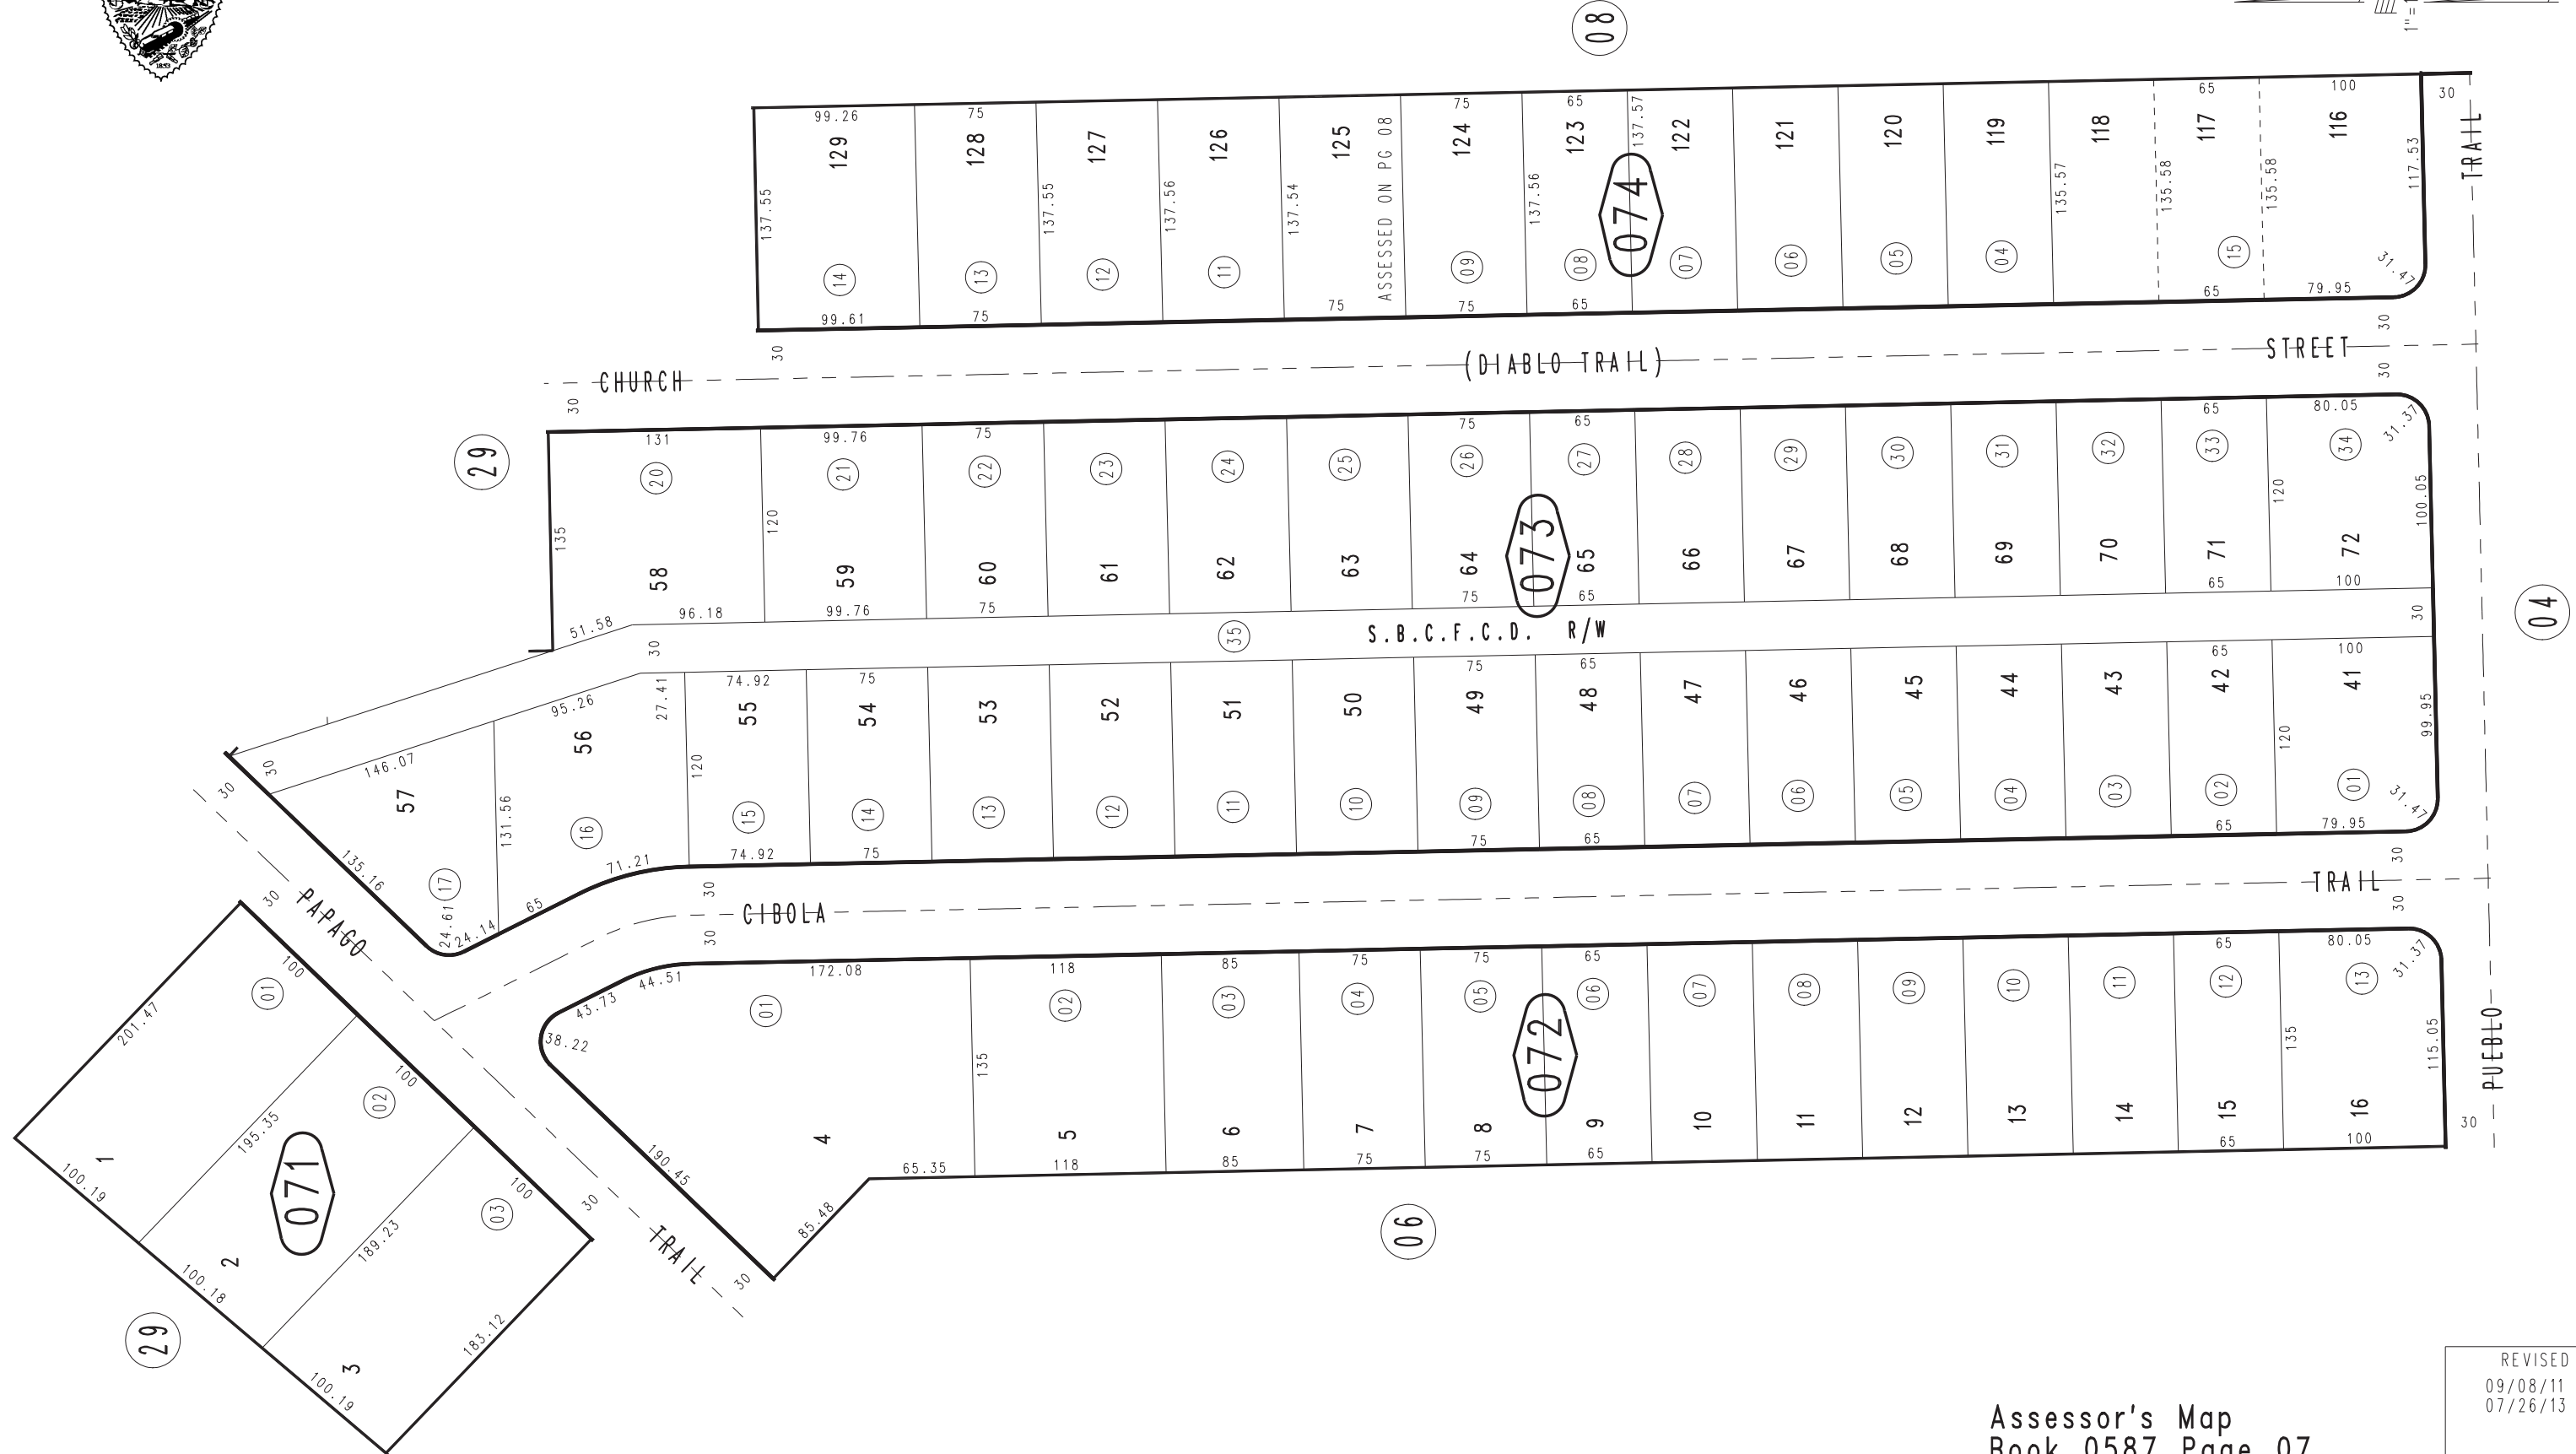 1853
08
1"=1
99.26 75 75 65 65 100 30
129 128 127 126 125 124 123 122 121 120 119 118 117 116
137.55 137.55 137.56 137.54 137.56 137.57 135.57 135.58 135.58 117.53
ASSESSED ON PG 08
074
14 13 12 11 09 08 07 06 05 04 15
99.61 75 75 75 65 65 79.95 31.47
TRAIL
30 30
CHURCH (DIABLO TRAIL) STREET
30 30
29
131 99.76 75 75 65 65 80.05 31.37
20 21 22 23 24 25 26 27 28 29 30 31 32 33 34
135 120 120 100.05
073
58 59 60 61 62 63 64 65 66 67 68 69 70 71 72
51.58 96.18 99.76 75 75 65 65 100
04
30 35 S.B.C.F.C.D. R/W 30
146.07 95.26 27.41 74.92 75 75 65 65 100
57 56 55 54 53 52 51 50 49 48 47 46 45 44 43 42 41
30 30 131.56 120 120 99.95
17 16 15 14 13 12 11 10 09 08 07 06 05 04 03 02 01
135.16 24.61 24.14 65 71.21 74.92 75 75 65 65 79.95 31.47
30 30
CIBOLA TRAIL
30 30
30 PAPAGO
38.22 43.73 44.51 172.08 118 85 75 75 65 65 80.05 31.37
01 02 03 04 05 06 07 08 09 10 11 12 13
135 135 115.05
072
4 5 6 7 8 9 10 11 12 13 14 15 16
190.45 85.48 65.35 118 85 75 75 65 65 100
PUEBLO
30
201.47 100 01
195.35 100 02
189.23 100 03
071
30 TRAIL 30
1 2 3
100.19 100.18 100.19 183.12
29
06
REVISED
09/08/11
07/26/13
Assessor's Map
Book 0587 Page 07